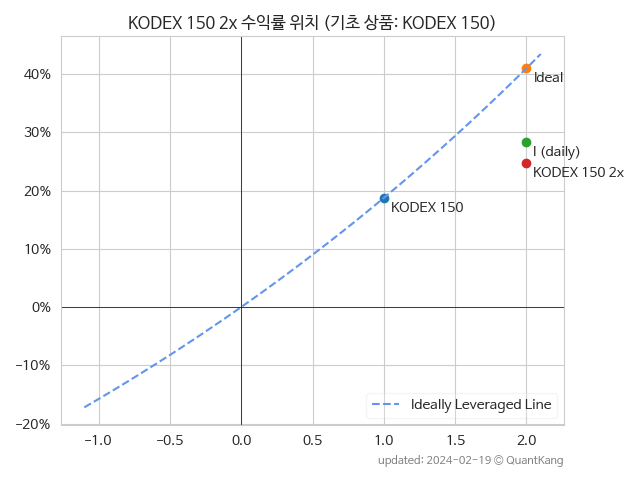 KODEX 150 2x 수익률 위치 (기초 상품: KODEX 150)
40%
30%
20%
10%
0%
−10%
−20%
Ideal
I (daily)
KODEX 150 2x
KODEX 150
Ideally Leveraged Line
−1.0 −0.5 0.0 0.5 1.0 1.5 2.0
updated: 2024-02-19 © QuantKang